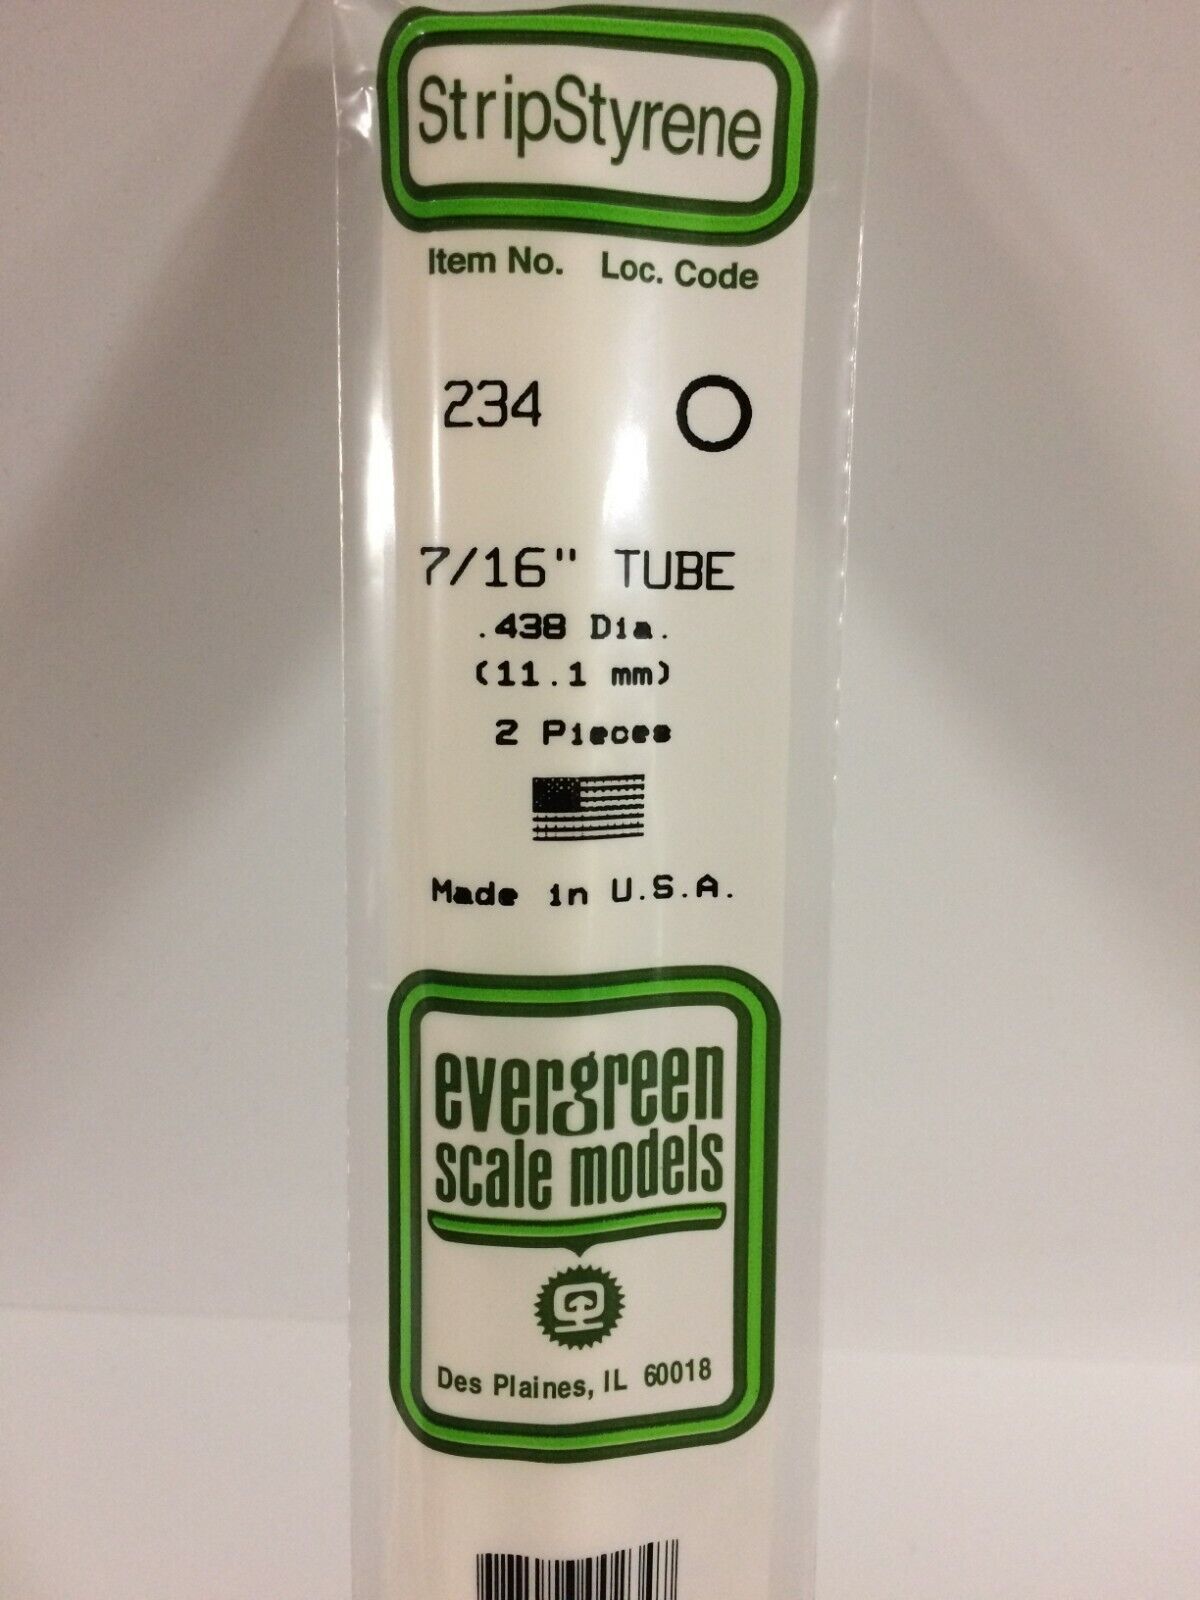 StripStyrene
Item No. Loc. Code
234
7/16" TUBE
.438 Dia.
(11.1 mm)
2 Pieces
Made in U.S.A.
evergreen
scale models
Des Plaines, IL 60018